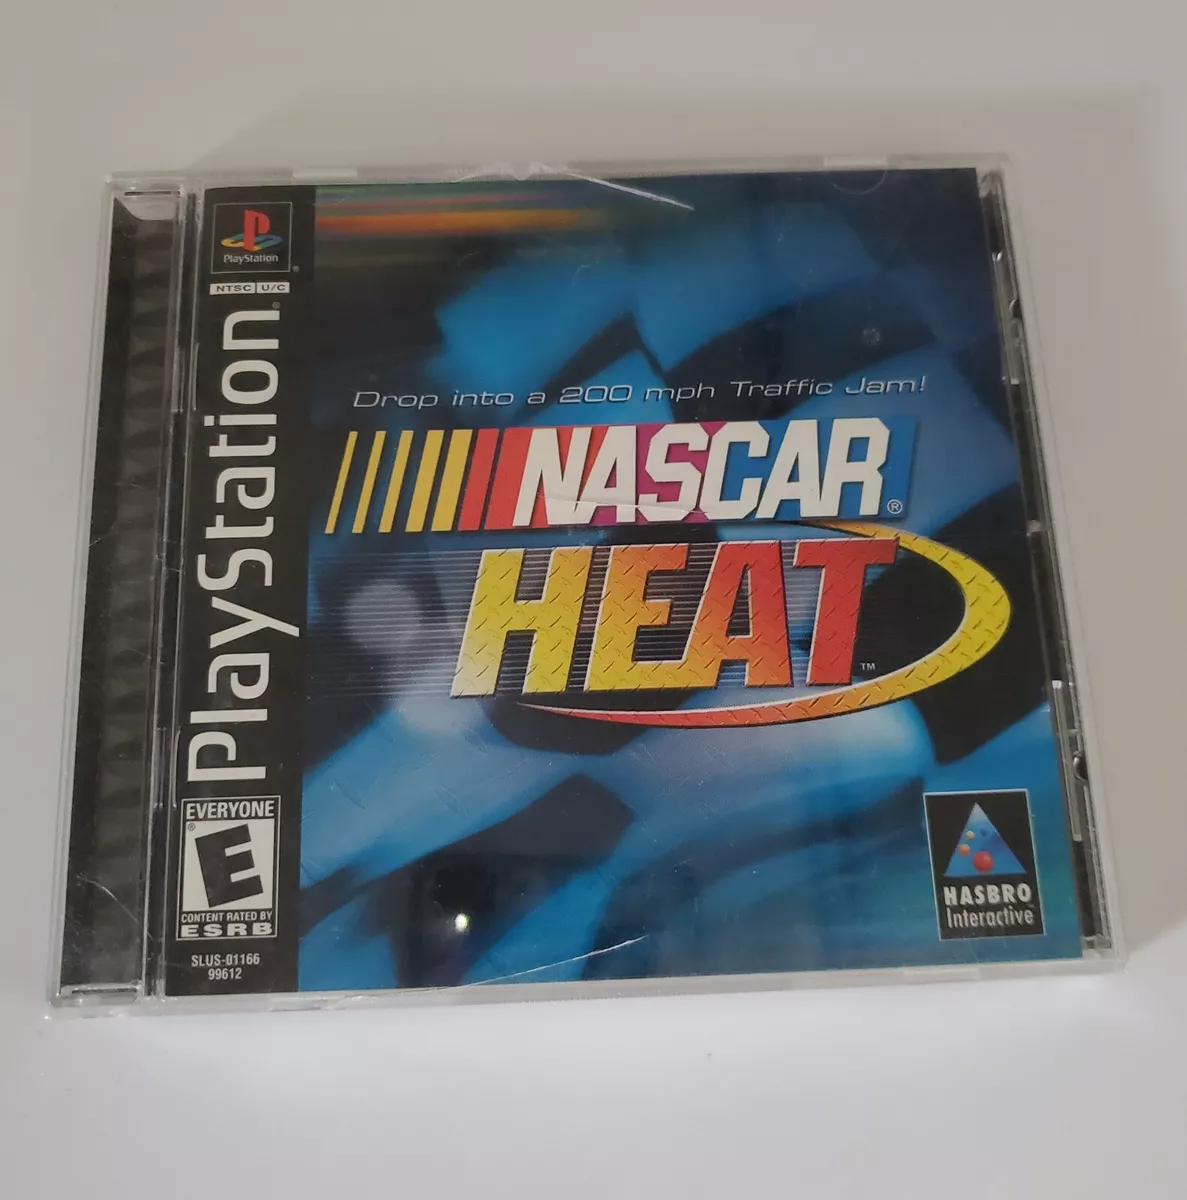 PlayStation
®
NTSC U/C
PlayStation®
Drop into a 200 mph Traffic Jam!
NASCAR®
HEAT™
EVERYONE
®
E
CONTENT RATED BY
ESRB
SLUS-01166
99612
HASBRO
Interactive™